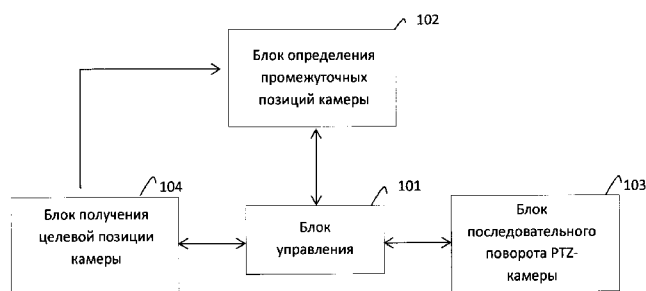 102
Блок определения
промежуточных
позиций камеры
104
Блок получения
целевой позиции
камеры
101
Блок
управления
103
Блок
последовательного
поворота PTZ-
камеры